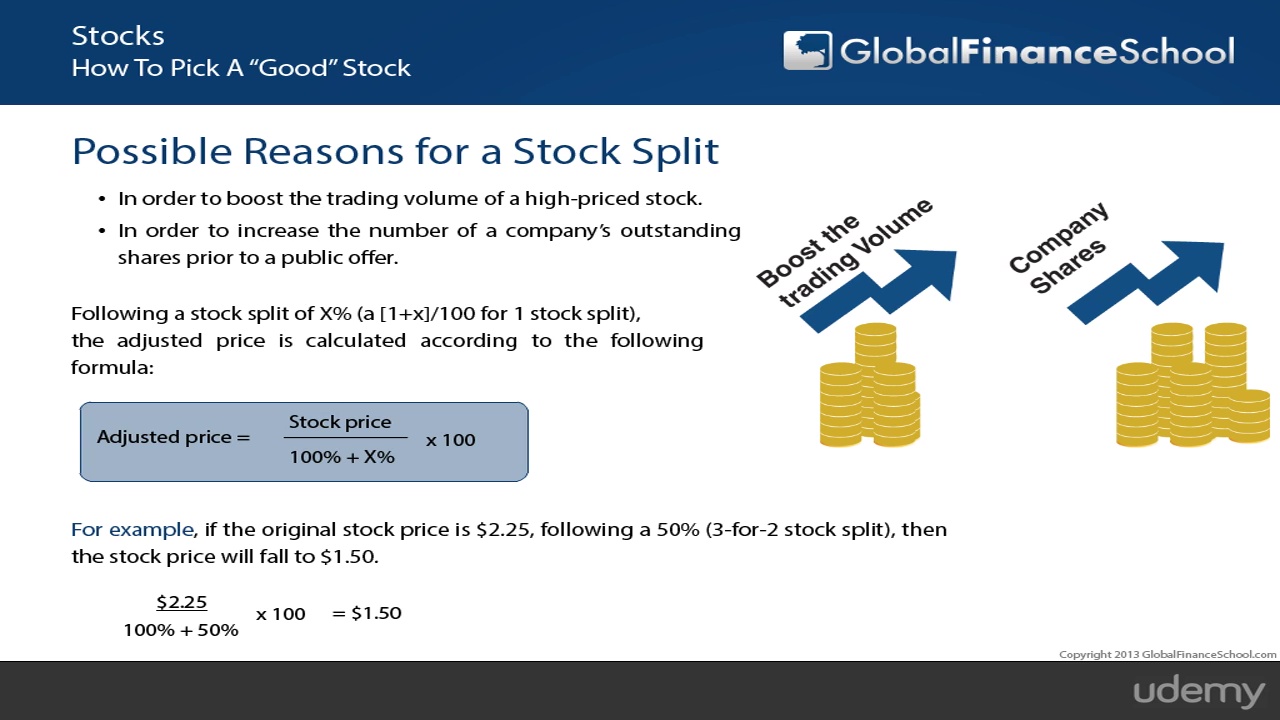 Stocks
How To Pick A “Good” Stock
GlobalFinanceSchool
Possible Reasons for a Stock Split
• In order to boost the trading volume of a high-priced stock.
• In order to increase the number of a company’s outstanding
shares prior to a public offer.
Boost the
trading Volume
Company
Shares
Following a stock split of X% (a [1+x]/100 for 1 stock split),
the adjusted price is calculated according to the following
formula:
Adjusted price =
Stock price
100% + X%
x 100
For example, if the original stock price is $2.25, following a 50% (3-for-2 stock split), then
the stock price will fall to $1.50.
$2.25
100% + 50%
x 100 = $1.50
Copyright 2013 GlobalFinanceSchool.com
udemy